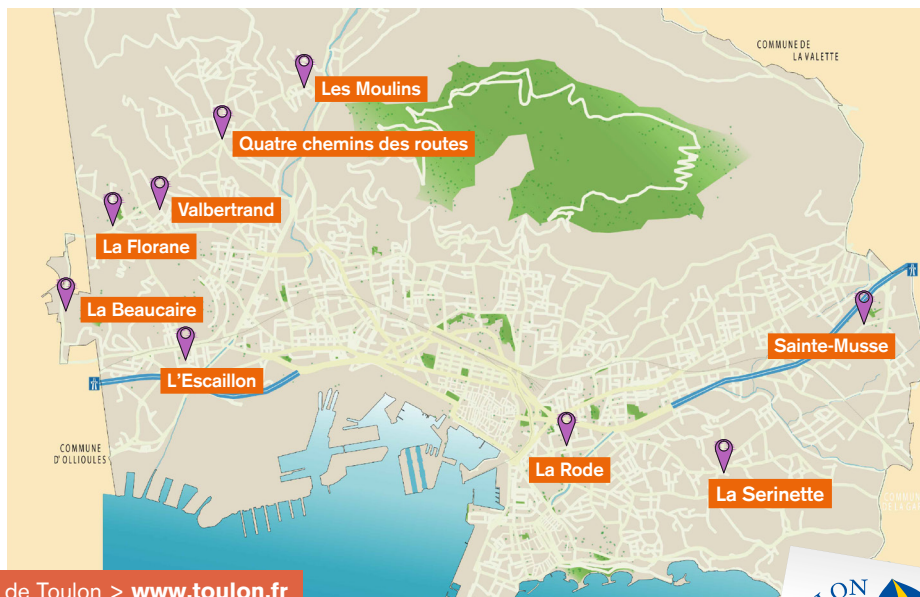 COMMUNE DE
LA VALETTE
Les Moulins
Quatre chemins des routes
Valbertrand
La Florane
La Beaucaire
Sainte-Musse
L'Escaillon
COMMUNE
D'OLLIOULES
La Rode
La Serinette
de Toulon > www.toulon.fr